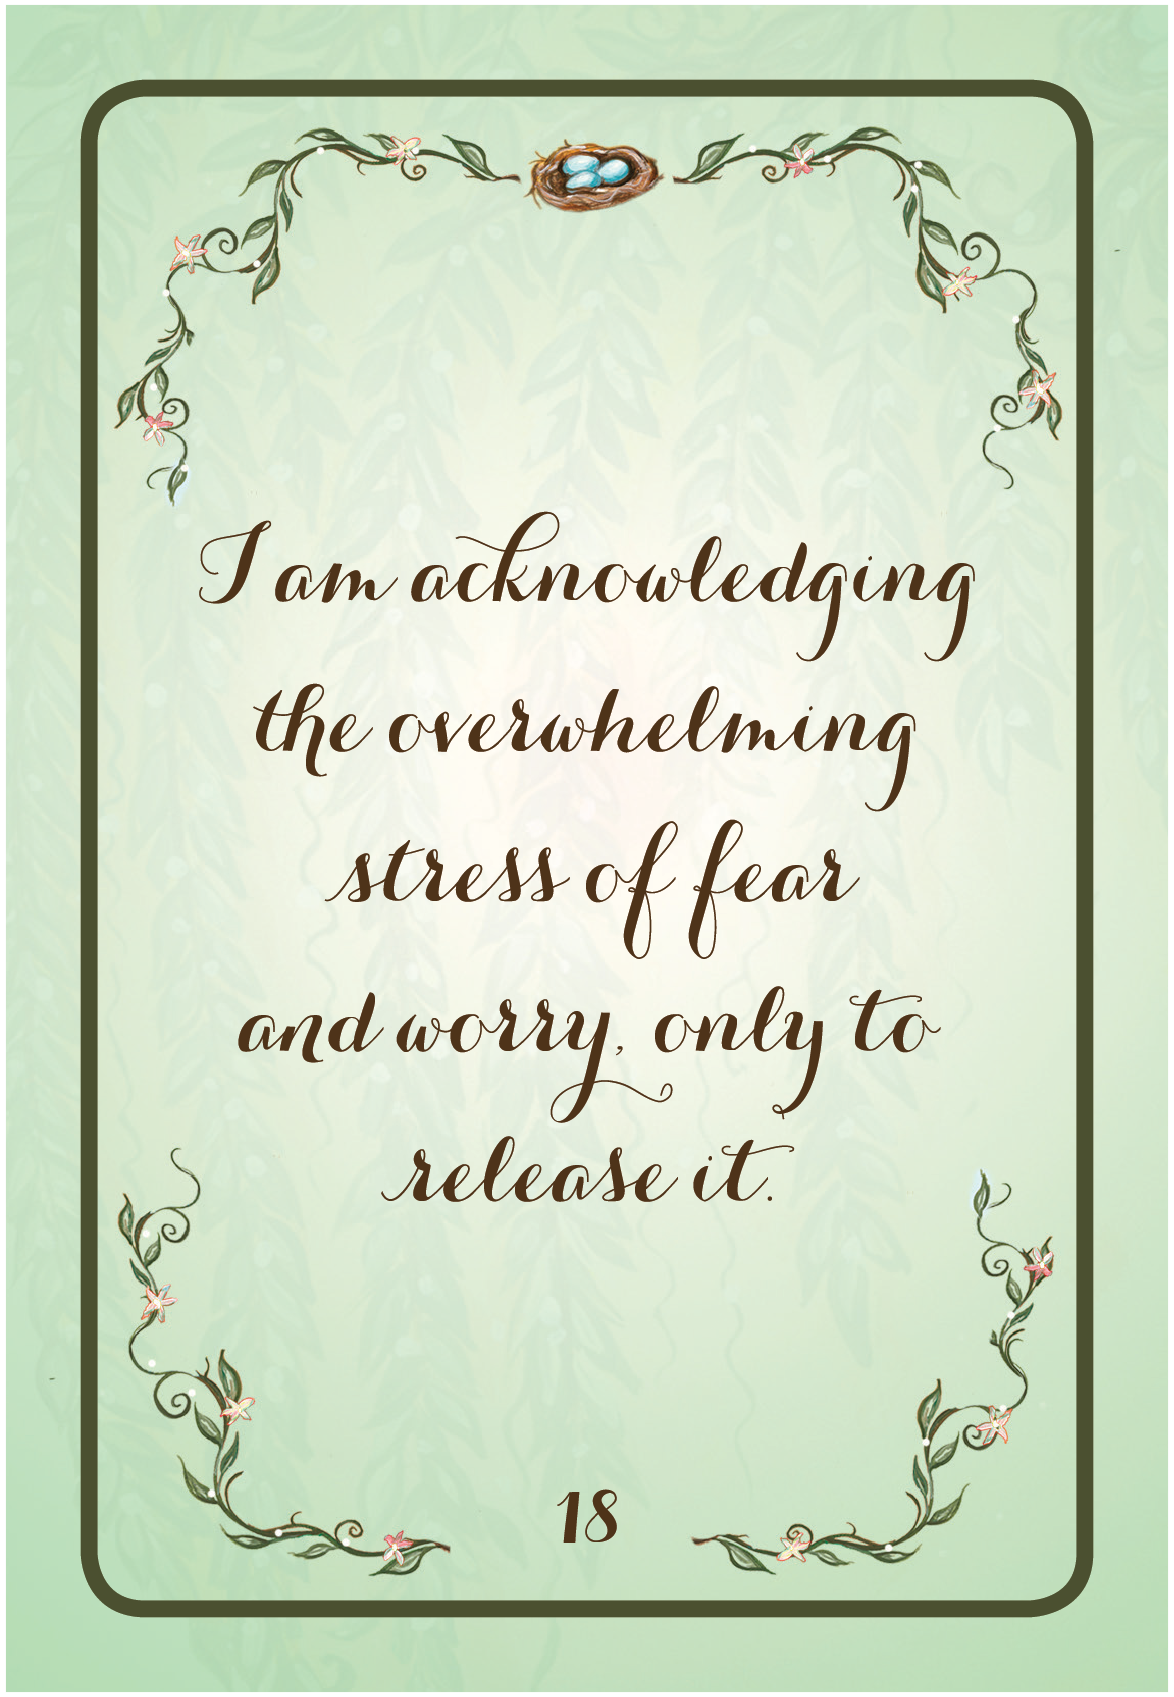 I am acknowledging
the overwhelming
stress of fear
and worry, only to
release it.
18